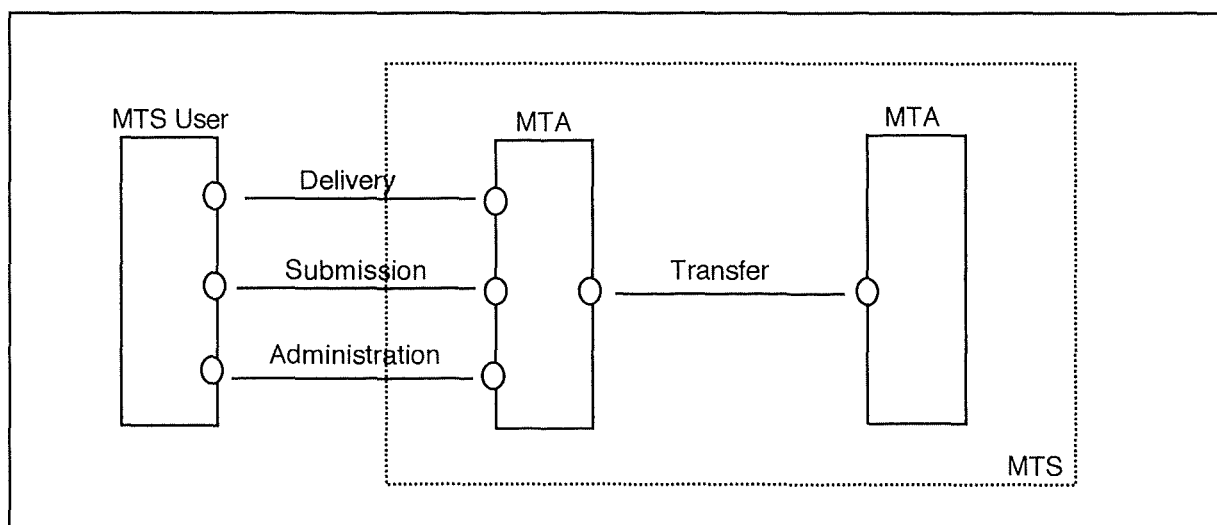 MTS User
MTA
MTA
Delivery
Submission
Transfer
Administration
MTS